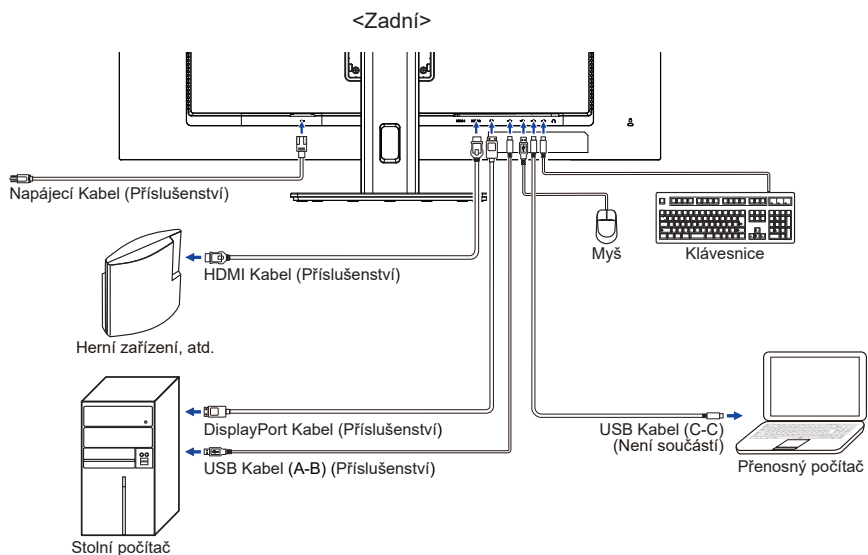 <Zadní>
Napájecí Kabel (Příslušenství)
HDMI Kabel (Příslušenství)
Myš
Klávesnice
Herní zařízení, atd.
DisplayPort Kabel (Příslušenství)
USB Kabel (C-C)
(Není součástí)
USB Kabel (A-B) (Příslušenství)
Přenosný počítač
Stolní počítač